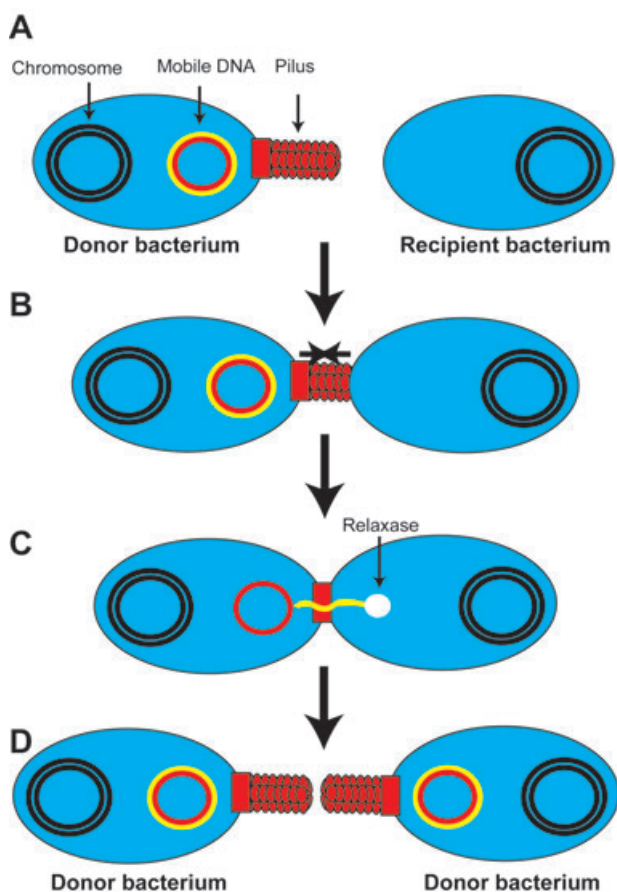 A
Chromosome Mobile DNA Pilus
Donor bacterium Recipient bacterium
B
C
Relaxase
D
Donor bacterium Donor bacterium